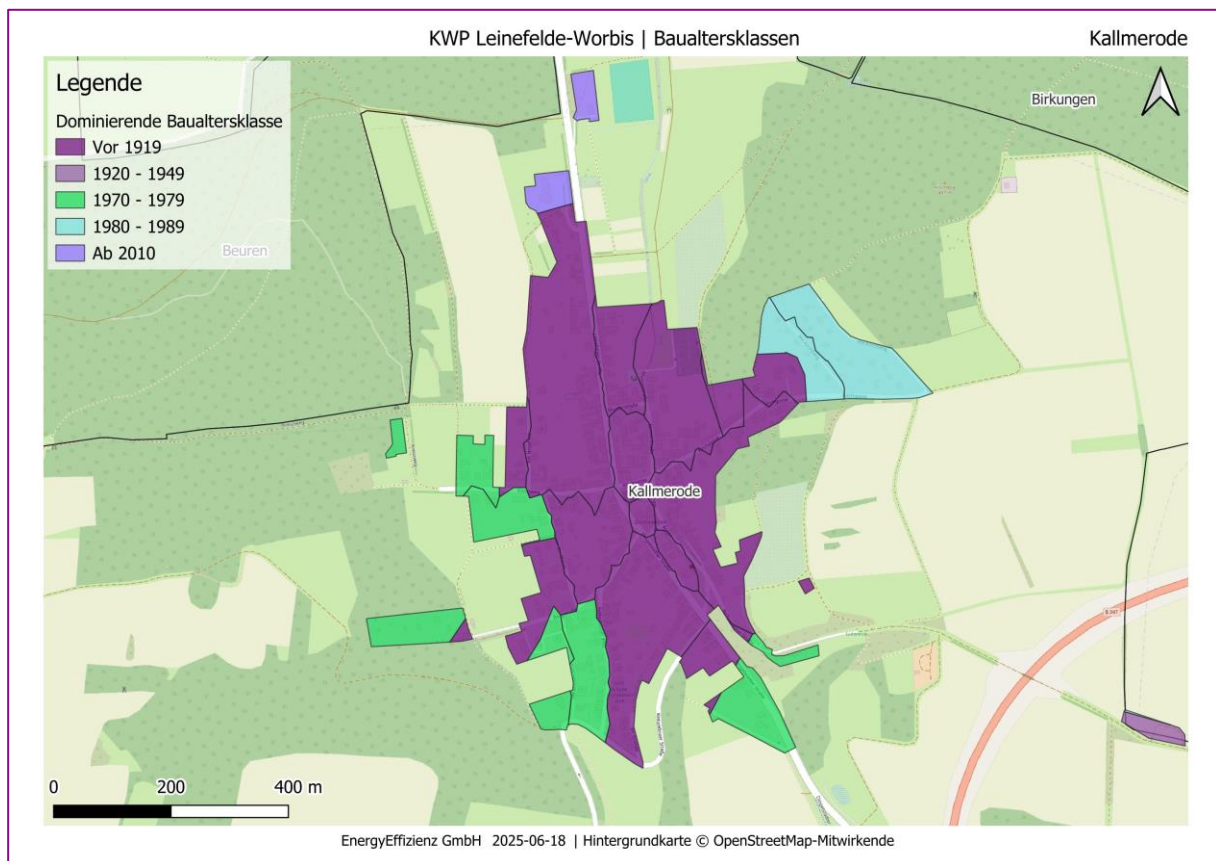 KWP Leinefelde-Worbis | Baualtersklassen
Kallmerode
Legende
Dominierende Baualtersklasse
Vor 1919
1920 - 1949
1970 - 1979
1980 - 1989
Ab 2010
Birkungen
Beuren
Kallmerode
B 247
0 200 400 m
EnergyEffizienz GmbH 2025-06-18 | Hintergrundkarte © OpenStreetMap-Mitwirkende